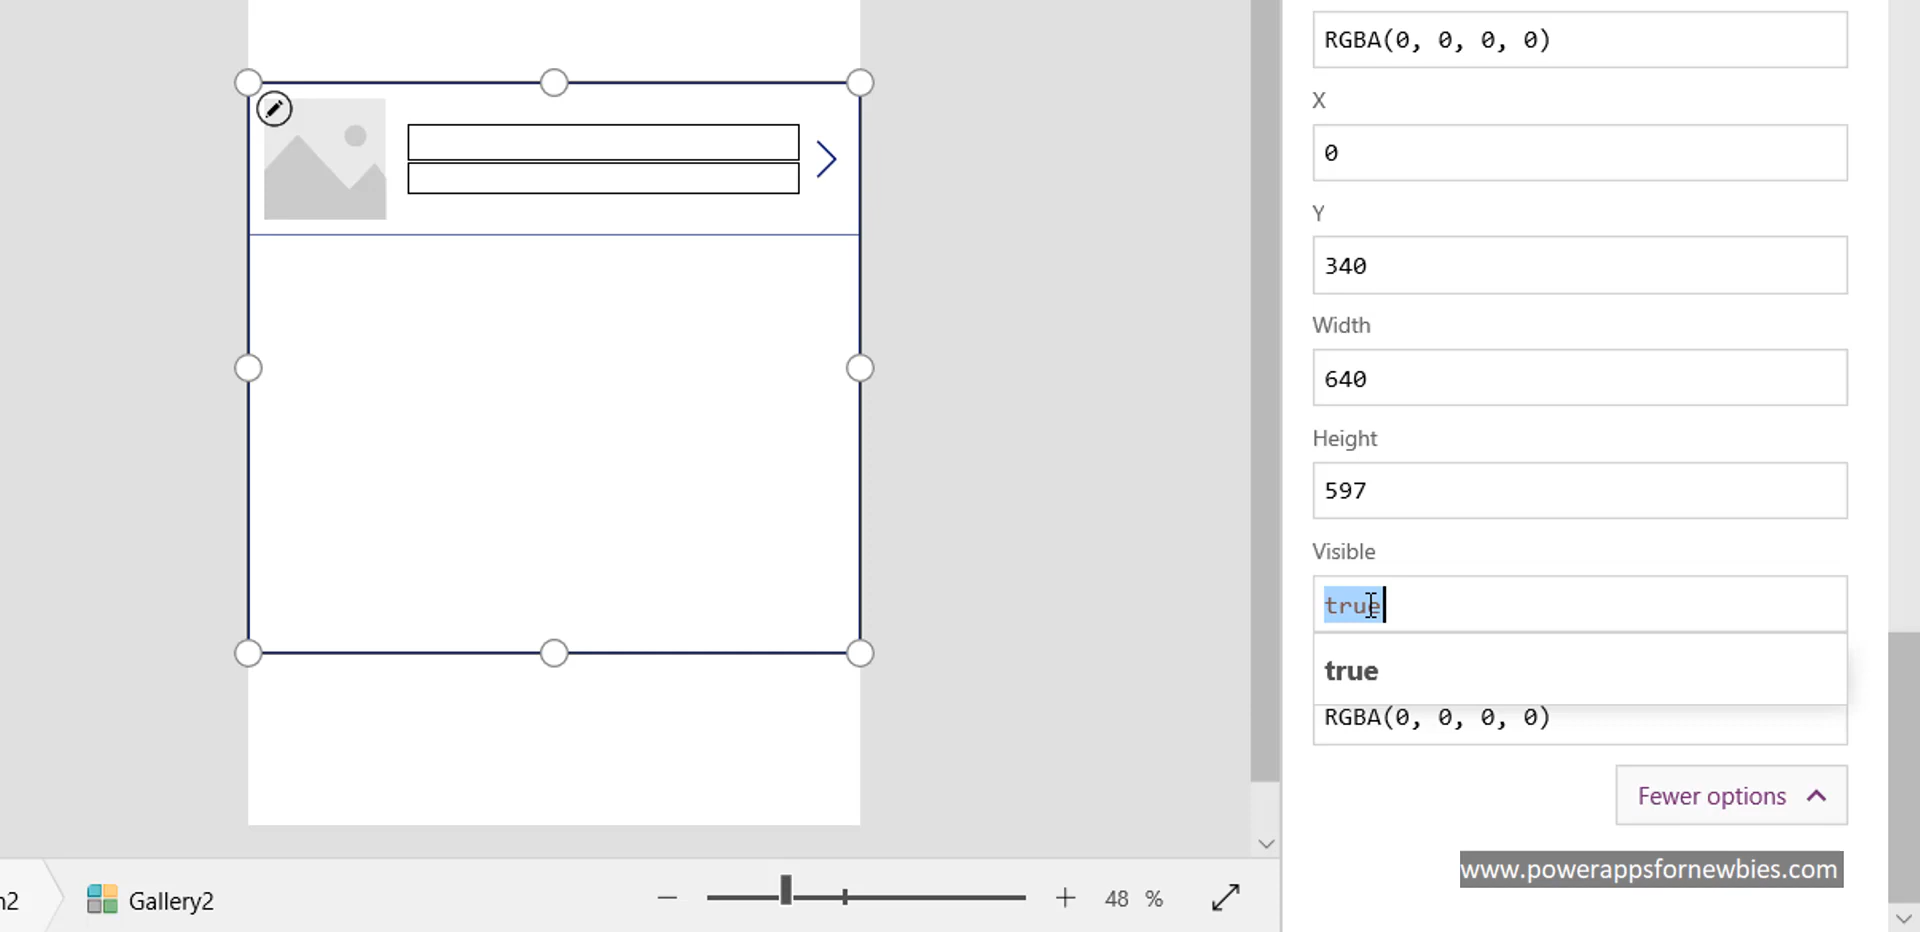 RGBA(0, 0, 0, 0)
X
0
Y
340
Width
640
Height
597
Visible
true
true
RGBA(0, 0, 0, 0)
Fewer options
www.powerappsfornewbies.com
n2
Gallery2
48 %